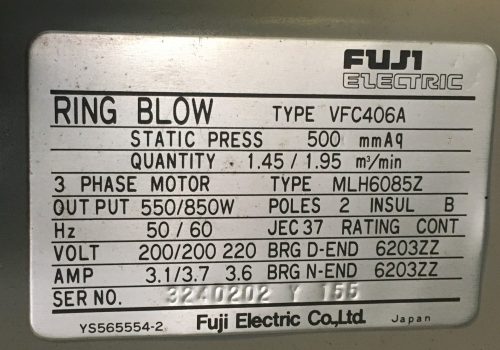 FUJI
ELECTRIC
RING BLOW TYPE VFC406A
STATIC PRESS 500 mmAq
QUANTITY · 1.45 / 1.95 m³/min
3 PHASE MOTOR TYPE MLH6085Z
OUTPUT 550/850W POLES 2 INSUL B
Hz 50/60 JEC 37 RATING CONT
VOLT 200/200 220 BRG D-END 6203ZZ
AMP 3.1/3.7 3.6 BRG N-END 6203ZZ
SER NO. 3240202 Y 155
YS565554-2 Fuji Electric Co.,Ltd. Japan